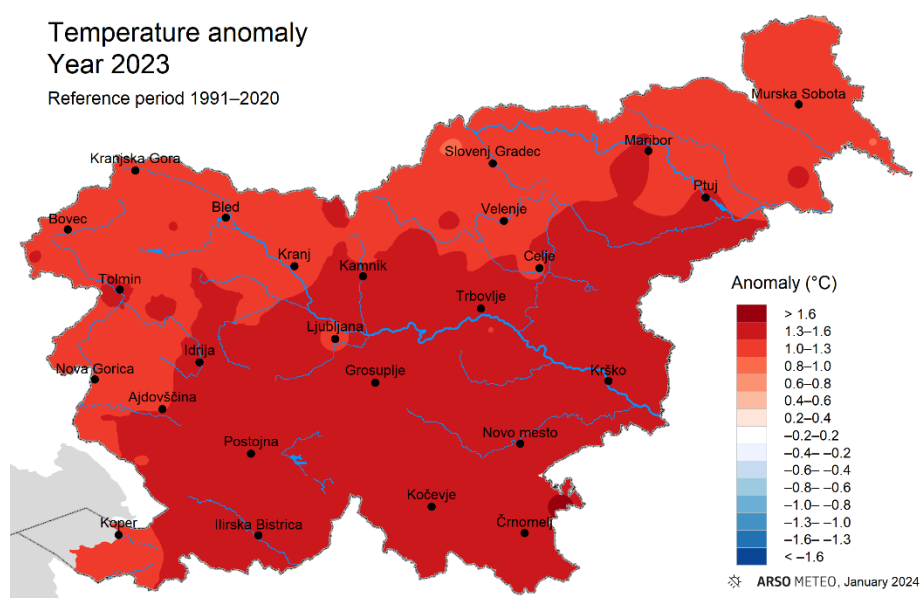 Temperature anomaly
Year 2023
Reference period 1991–2020
Murska Sobota
Maribor
Slovenj Gradec
Kranjska Gora
Ptuj
Bled
Velenje
Bovec
Kranj
Celje
Kamnik
Tolmin
Trbovlje
Ljubljana
Idrija
Nova Gorica
Grosuplje
Krško
Ajdovščina
Novo mesto
Postojna
Kočevje
Koper
Ilirska Bistrica
Črnomelj
Anomaly (°C)
> 1.6
1.3–1.6
1.0–1.3
0.8–1.0
0.6–0.8
0.4–0.6
0.2–0.4
–0.2–0.2
–0.4– –0.2
–0.6– –0.4
–0.8– –0.6
–1.0– –0.8
–1.3– –1.0
–1.6– –1.3
< –1.6
ARSO METEO, January 2024